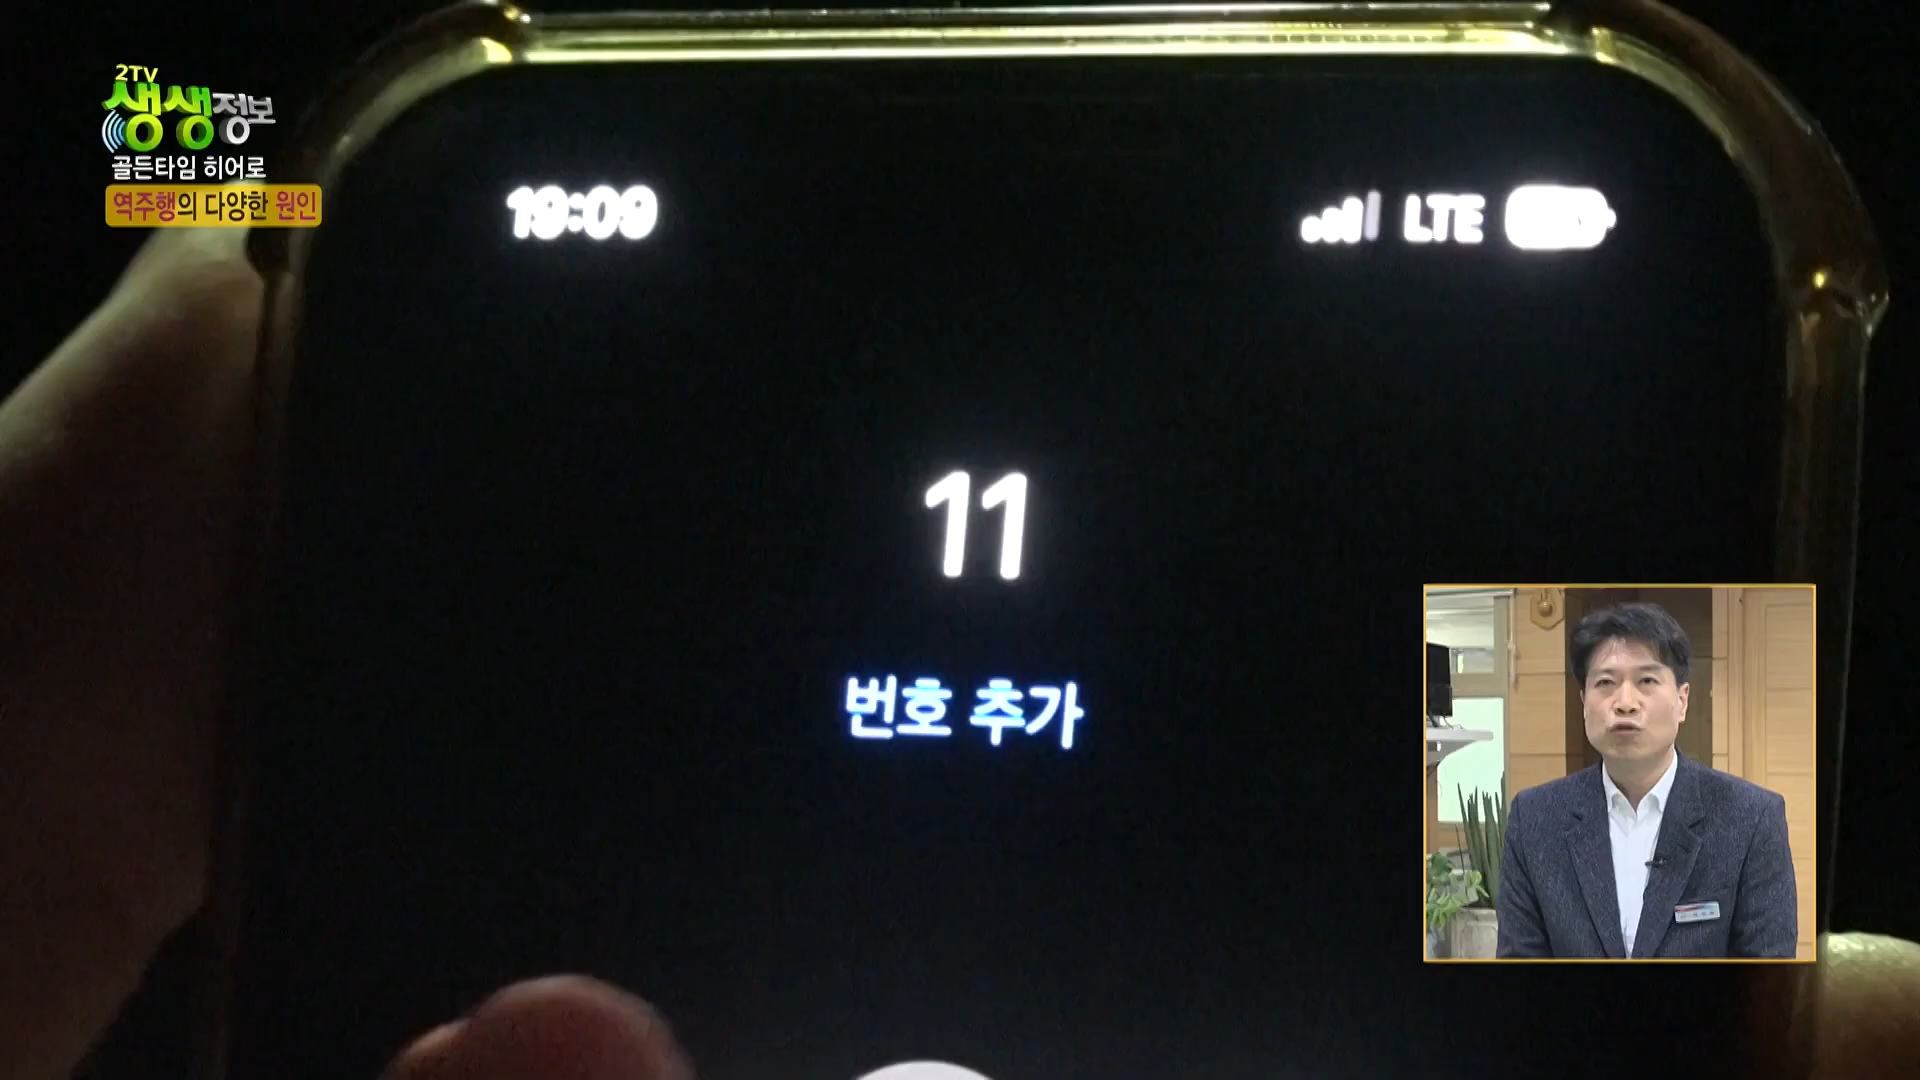 2TV
생생정보
골든타임 히어로
역주행의 다양한 원인
19:09
LTE
11
번호 추가